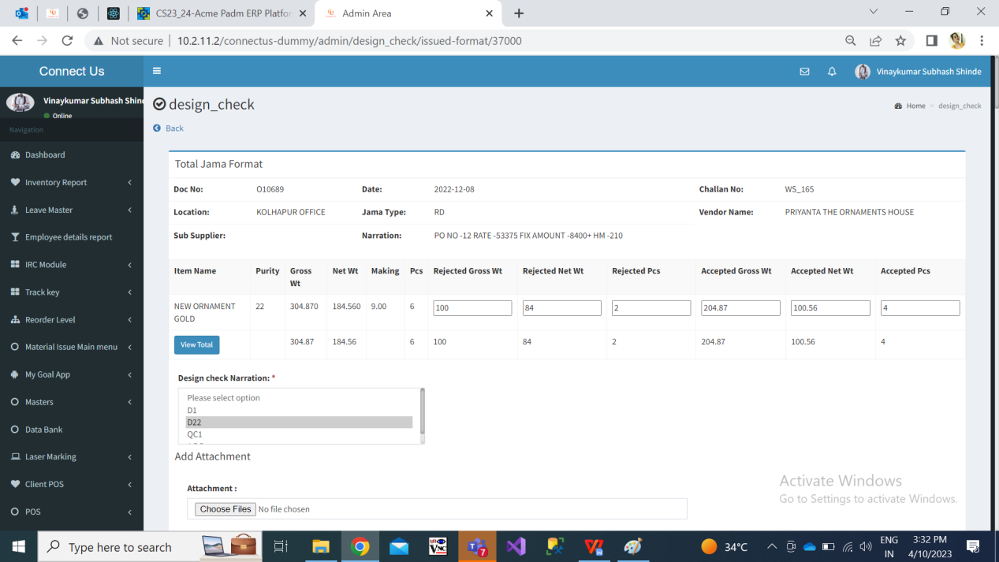 CS23_24-Acme Padm ERP Platfor
Admin Area
Not secure
10.2.11.2/connectus-dummy/admin/design_check/issued-format/37000
Connect Us
Vinaykumar Subhash Shinde
Vinaykumar Subhash Shind
Online
Navigation
Dashboard
Inventory Report
Leave Master
Employee details report
IRC Module
Track key
Reorder Level
Material Issue Main menu
My Goal App
Masters
Data Bank
Laser Marking
Client POS
POS
design_check
Home > design_check
Back
Total Jama Format
Doc No: O10689 Date: 2022-12-08 Challan No: WS_165
Location: KOLHAPUR OFFICE Jama Type: RD Vendor Name: PRIYANTA THE ORNAMENTS HOUSE
Sub Supplier: Narration: PO NO -12 RATE -53375 FIX AMOUNT -8400+ HM -210
Item Name Purity Gross Wt Net Wt Making Pcs Rejected Gross Wt Rejected Net Wt Rejected Pcs Accepted Gross Wt Accepted Net Wt Accepted Pcs
NEW ORNAMENT GOLD 22 304.870 184.560 9.00 6 100 84 2 204.87 100.56 4
View Total 304.87 184.56 6 100 84 2 204.87 100.56 4
Design check Narration: *
Please select option
D1
D22
QC1
Add Attachment
Attachment :
Choose Files No file chosen
Activate Windows
Go to Settings to activate Windows.
Type here to search
VNC
7
34°C
ENG
IN
3:32 PM
4/10/2023